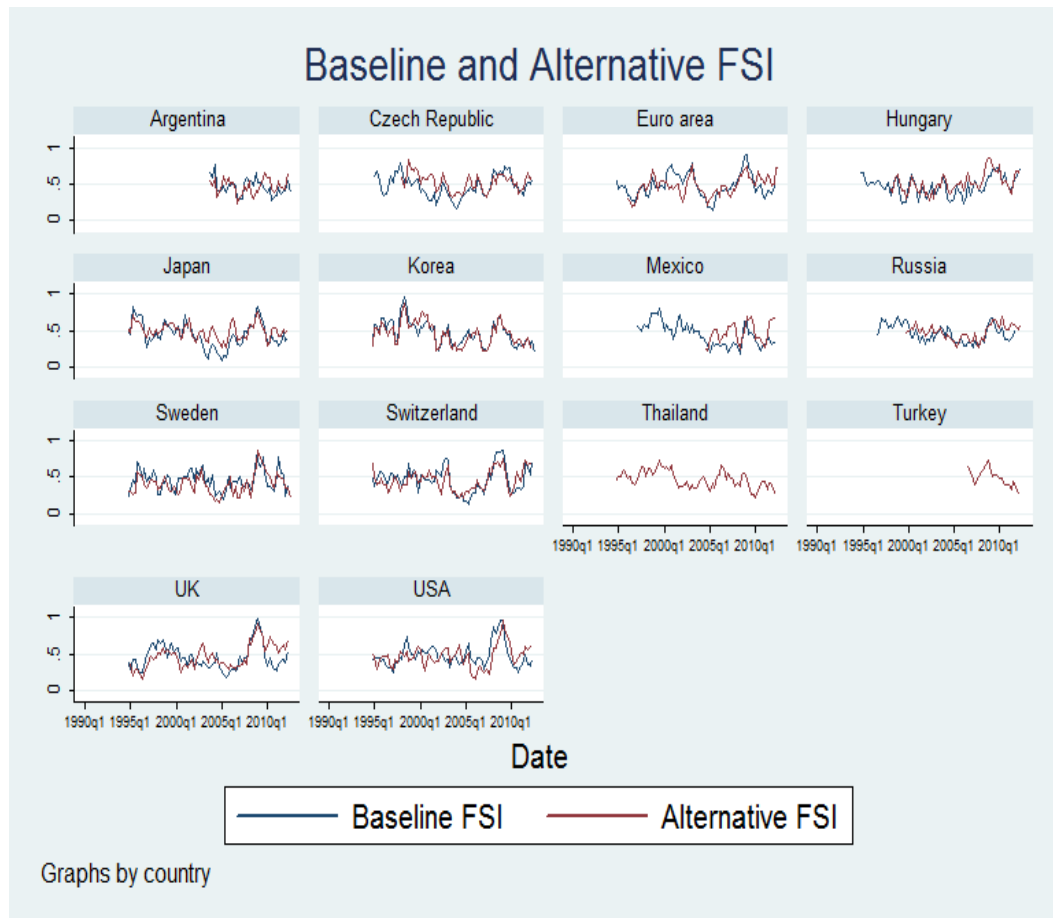 Baseline and Alternative FSI
Argentina Czech Republic Euro area Hungary
1
.5
0
Japan Korea Mexico Russia
1
.5
0
Sweden Switzerland Thailand Turkey
1
.5
0
1990q1 1995q1 2000q1 2005q1 2010q1 1990q1 1995q1 2000q1 2005q1 2010q1
UK USA
1
.5
0
1990q1 1995q1 2000q1 2005q1 2010q1 1990q1 1995q1 2000q1 2005q1 2010q1
Date
Baseline FSI Alternative FSI
Graphs by country